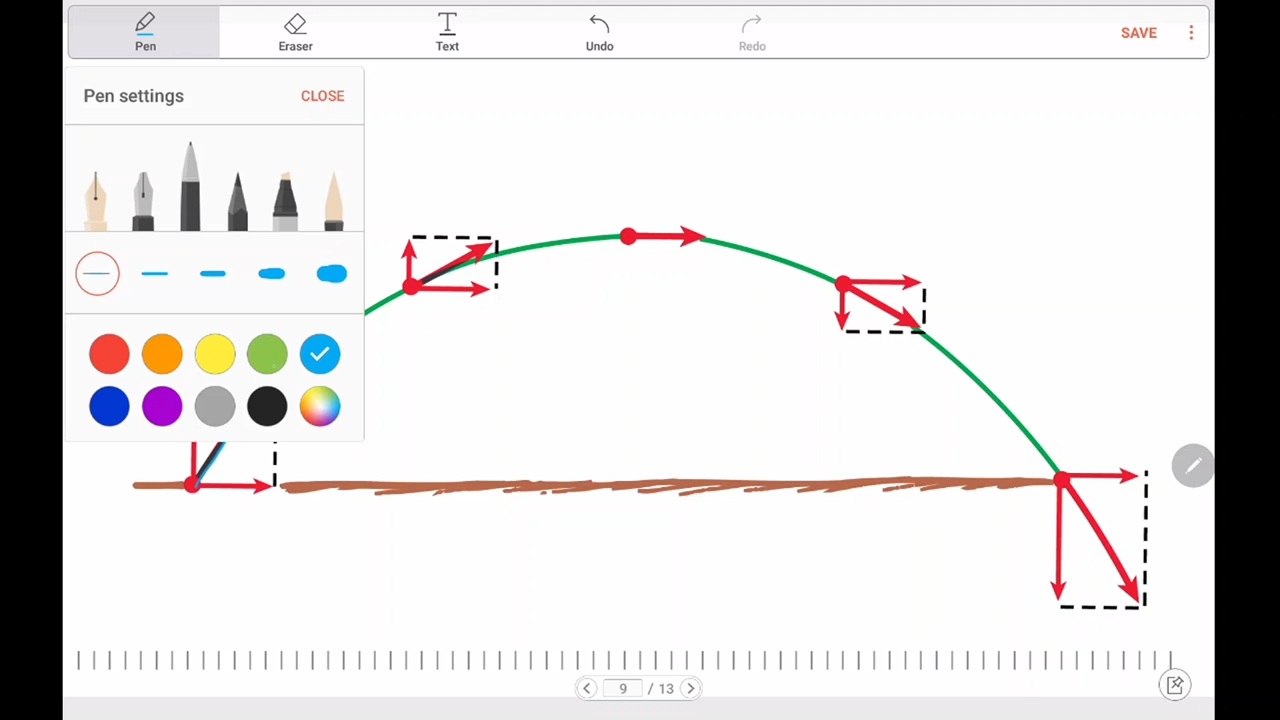 Pen
Eraser
Text
Undo
Redo
SAVE
Pen settings
CLOSE
9 / 13